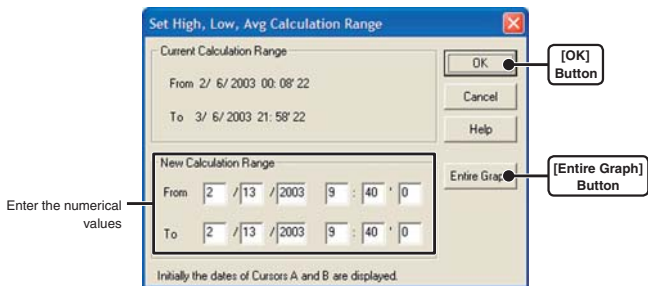 Set High, Low, Avg Calculation Range
Current Calculation Range
From 2/ 6/ 2003 00: 08' 22
To 3/ 6/ 2003 21: 58' 22
OK
Cancel
Help
[OK]
Button
New Calculation Range
From 2 / 13 / 2003 9 : 40 ' 0
To 2 / 13 / 2003 9 : 40 ' 0
Entire Grap
[Entire Graph]
Button
Enter the numerical
values
Initially the dates of Cursors A and B are displayed.